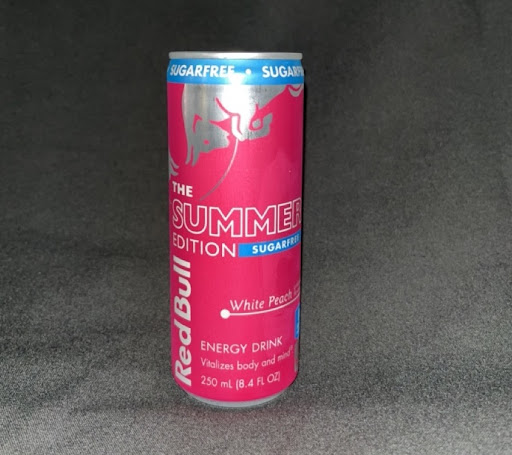 SUGARFREE • SUGARFR
THE
SUMMER
EDITION SUGARFREE
Red Bull
White Peach
ENERGY DRINK
Vitalizes body and mind.
250 mL (8.4 FL OZ)